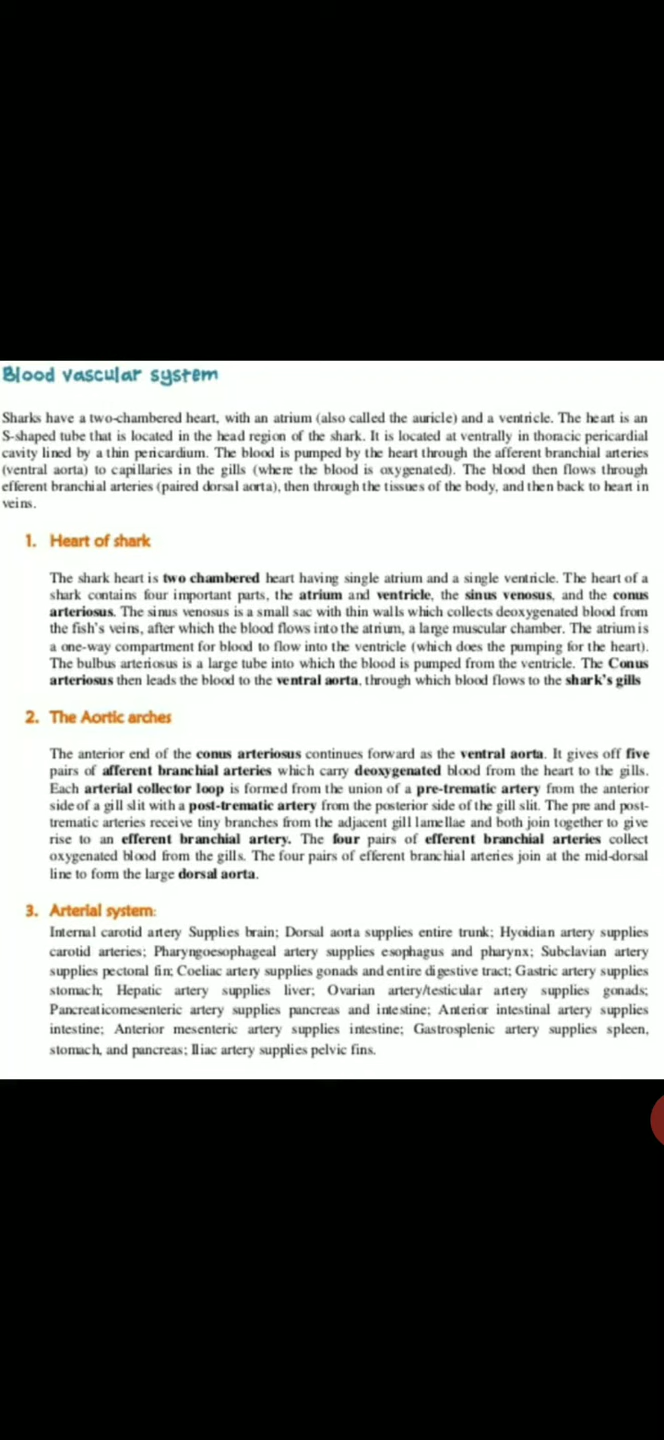 Blood vascular system
Sharks have a two-chambered heart, with an atrium (also called the auricle) and a ventricle. The heart is an
S-shaped tube that is located in the head region of the shark. It is located at ventrally in thoracic pericardial
cavity lined by a thin pericardium. The blood is pumped by the heart through the afferent branchial arteries
(ventral aorta) to capillaries in the gills (where the blood is oxygenated). The blood then flows through
efferent branchial arteries (paired dorsal aorta), then through the tissues of the body, and then back to heart in
veins.
1. Heart of shark
The shark heart is two chambered heart having single atrium and a single ventricle. The heart of a
shark contains four important parts, the atrium and ventricle, the sinus venosus, and the conus
arteriosus. The sinus venosus is a small sac with thin walls which collects deoxygenated blood from
the fish's veins, after which the blood flows into the atrium, a large muscular chamber. The atrium is
a one-way compartment for blood to flow into the ventricle (which does the pumping for the heart).
The bulbus arteriosus is a large tube into which the blood is pumped from the ventricle. The Conus
arteriosus then leads the blood to the ventral aorta, through which blood flows to the shark's gills
2. The Aortic arches
The anterior end of the conus arteriosus continues forward as the ventral aorta. It gives off five
pairs of afferent branchial arteries which carry deoxygenated blood from the heart to the gills.
Each arterial collector loop is formed from the union of a pre-trematic artery from the anterior
side of a gill slit with a post-trematic artery from the posterior side of the gill slit. The pre and post-
trematic arteries receive tiny branches from the adjacent gill lamellae and both join together to give
rise to an efferent branchial artery. The four pairs of efferent branchial arteries collect
oxygenated blood from the gills. The four pairs of efferent branchial arteries join at the mid-dorsal
line to form the large dorsal aorta.
3. Arterial system:
Internal carotid artery Supplies brain; Dorsal aorta supplies entire trunk; Hyoidian artery supplies
carotid arteries; Pharyngoesophageal artery supplies esophagus and pharynx; Subclavian artery
supplies pectoral fin; Coeliac artery supplies gonads and entire digestive tract; Gastric artery supplies
stomach; Hepatic artery supplies liver; Ovarian artery/testicular artery supplies gonads;
Pancreaticomesenteric artery supplies pancreas and intestine; Anterior intestinal artery supplies
intestine; Anterior mesenteric artery supplies intestine; Gastrosplenic artery supplies spleen,
stomach, and pancreas; Iliac artery supplies pelvic fins.